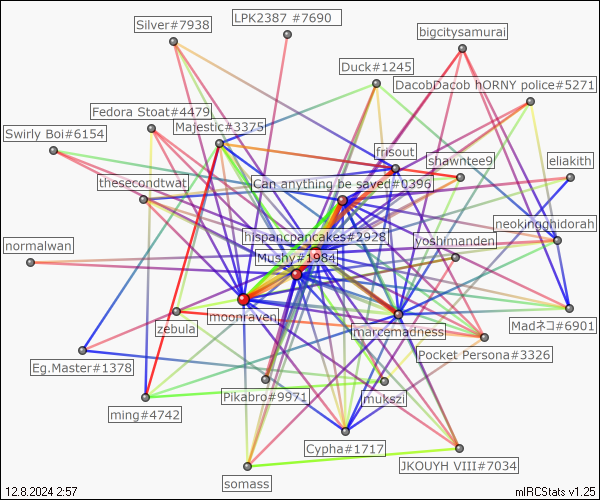 Silver#7938
LPK2387 #7690
bigcitysamurai
Duck#1245
DacobDacob hORNY police#5271
Fedora Stoat#4479
Majestic#3375
Swirly Boi#6154
frisout
shawntee9
eliakith
thesecondtwat
Can anything be saved#0396
neokingghidorah
hispancpancakes#2928
yoshimanden
normalwan
Mushy#1984
moonraven
zebula
marcemadness
Madネコ#6901
Pocket Persona#3326
Eg.Master#1378
Pikabro#9971
mukszi
ming#4742
Cypha#1717
JKOUYH VIII#7034
somass
12.8.2024 2:57
mIRCStats v1.25